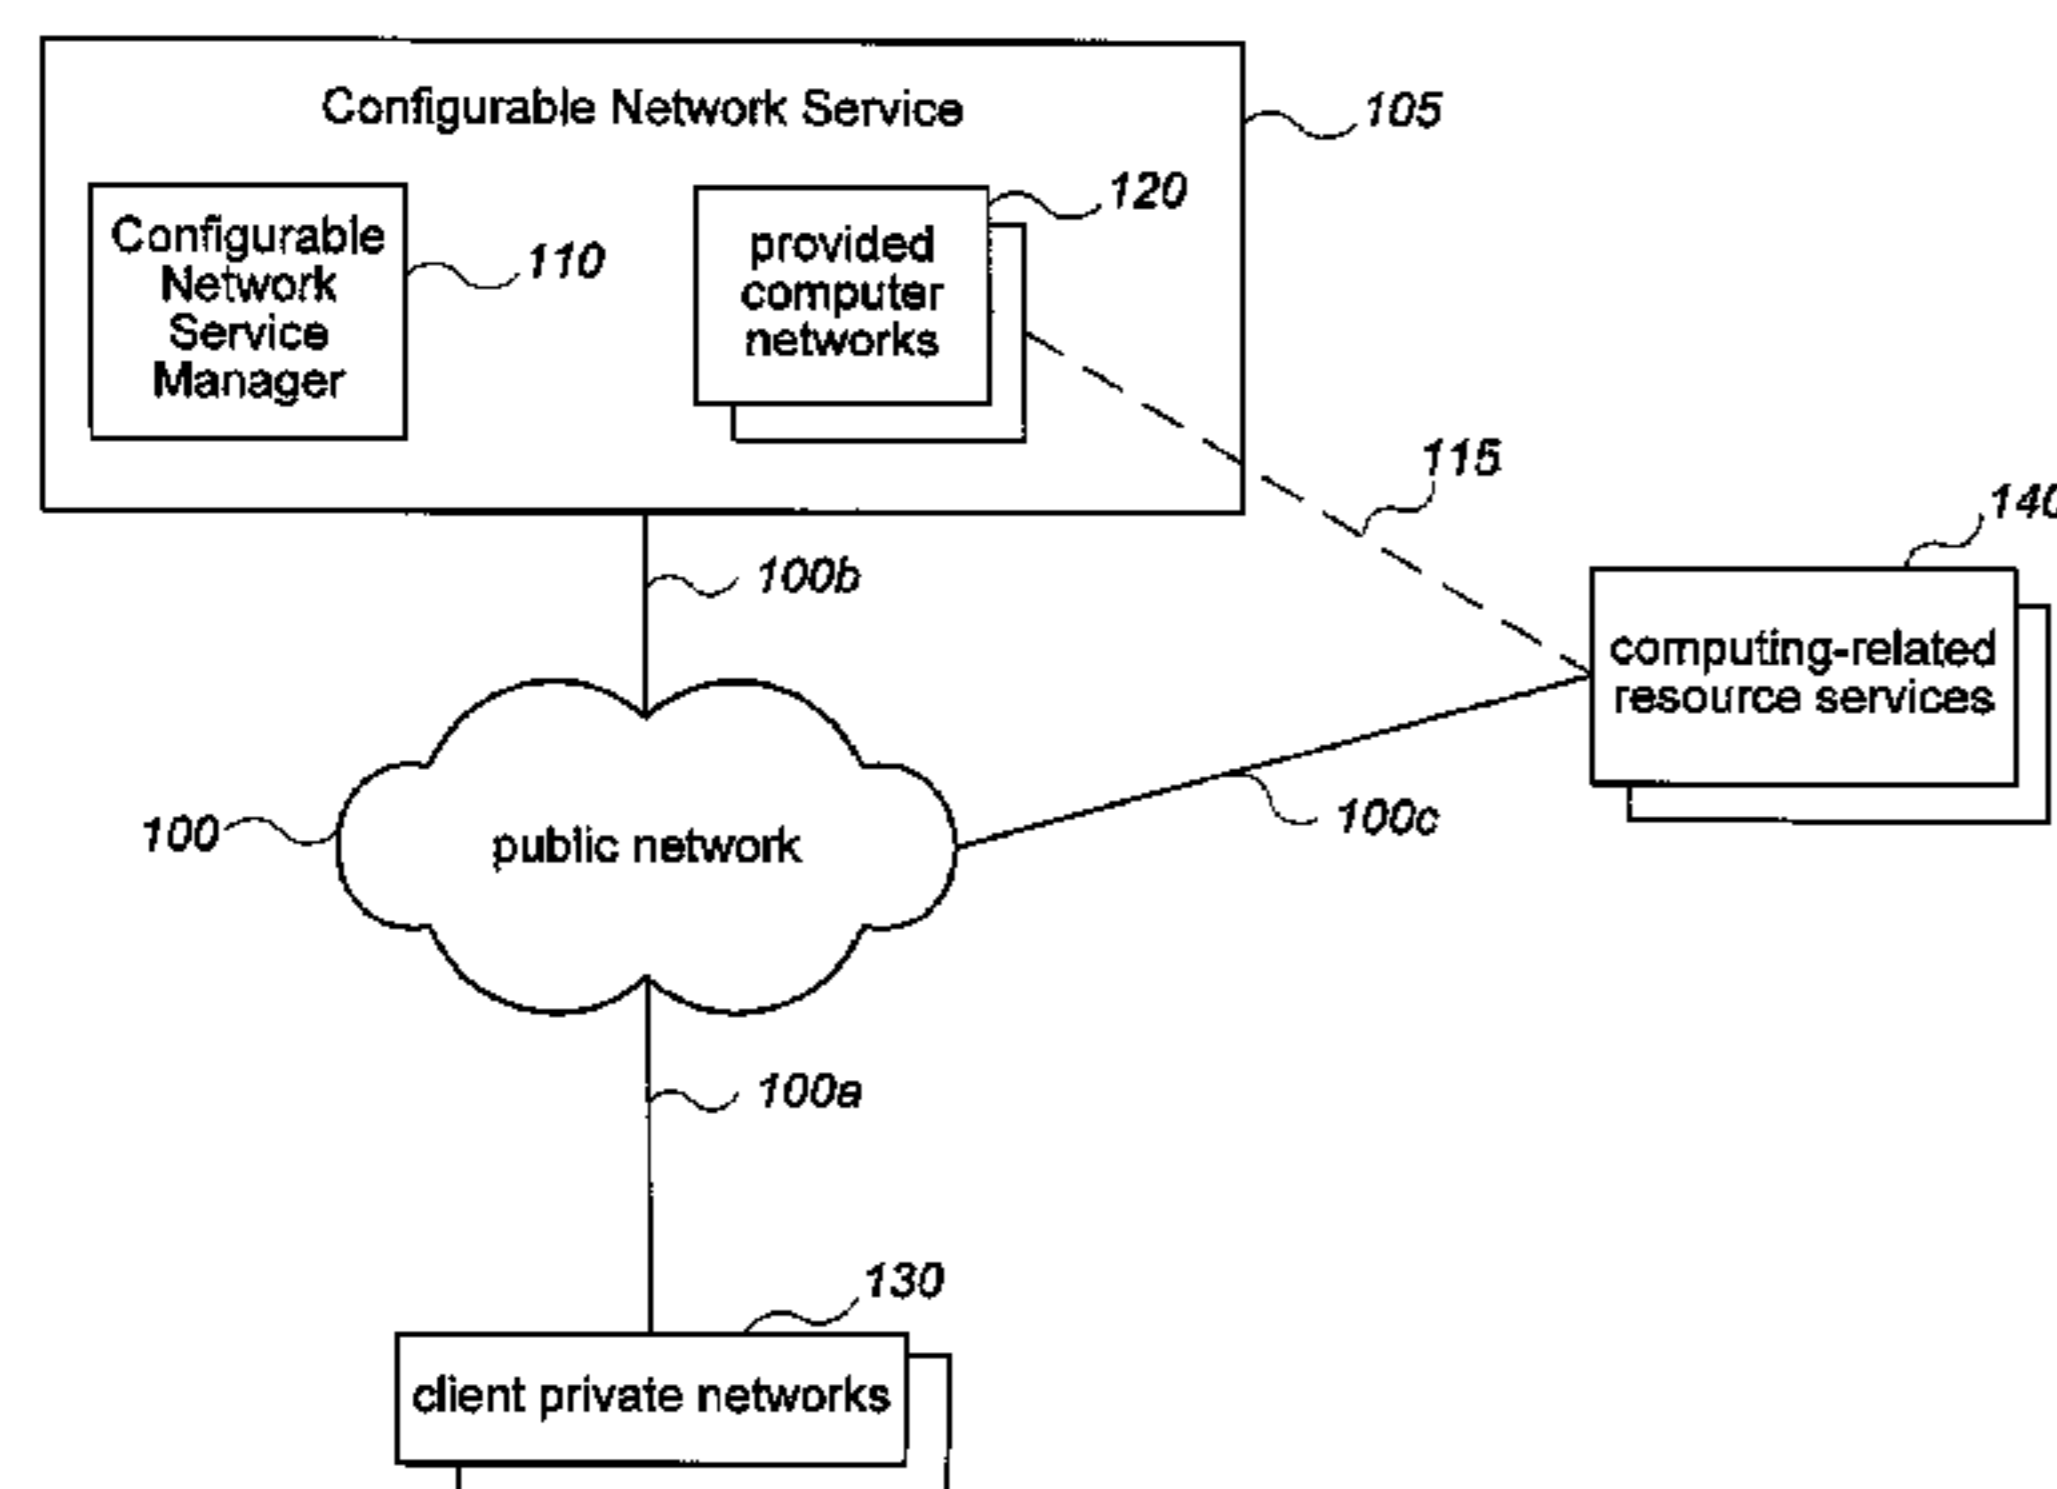 Configurable Network Service
105
120
Configurable
Network
Service
Manager
110
provided
computer
networks
115
140
100b
computing-related
resource services
100
public network
100c
100a
130
client private networks